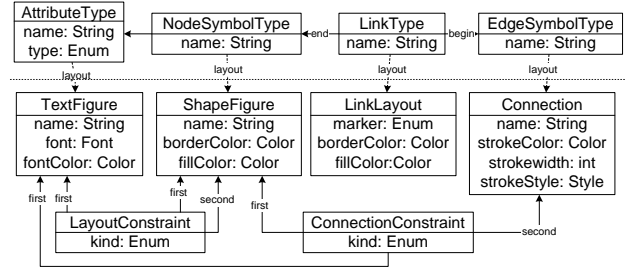 AttributeType
name: String
type: Enum
NodeSymbolType
name: String
end
LinkType
name: String
begin
EdgeSymbolType
name: String
layout
layout
layout
layout
TextFigure
name: String
font: Font
fontColor: Color
ShapeFigure
name: String
borderColor: Color
fillColor: Color
LinkLayout
marker: Enum
borderColor: Color
fillColor:Color
Connection
name: String
strokeColor: Color
strokewidth: int
strokeStyle: Style
first
first
first
second
first
second
LayoutConstraint
kind: Enum
ConnectionConstraint
kind: Enum